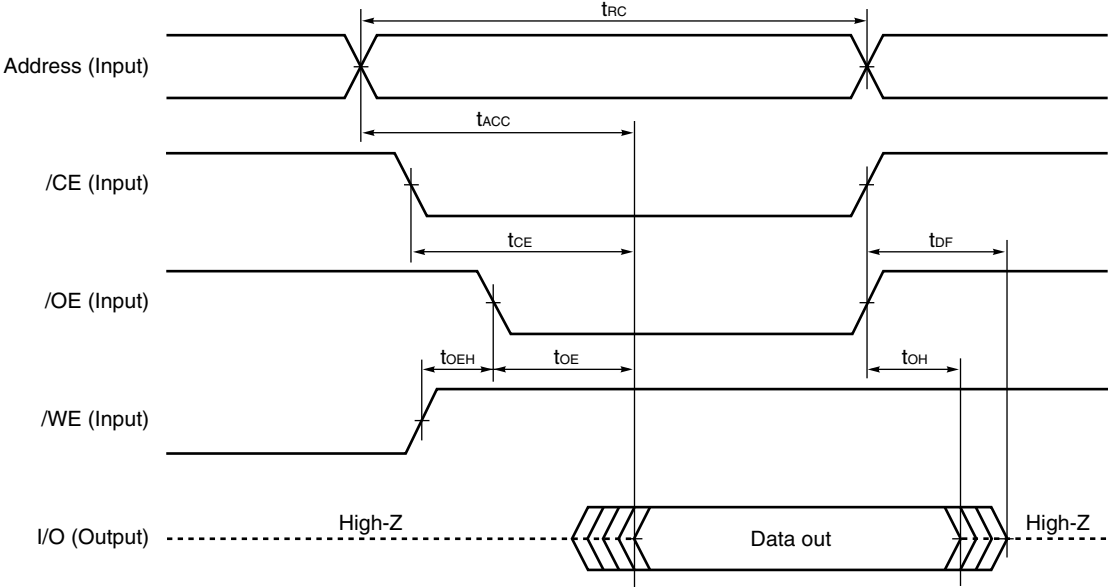 tRC
Address (Input)
tACC
/CE (Input)
tCE
tDF
/OE (Input)
tOEH
tOE
tOH
/WE (Input)
I/O (Output)
High-Z
Data out
High-Z